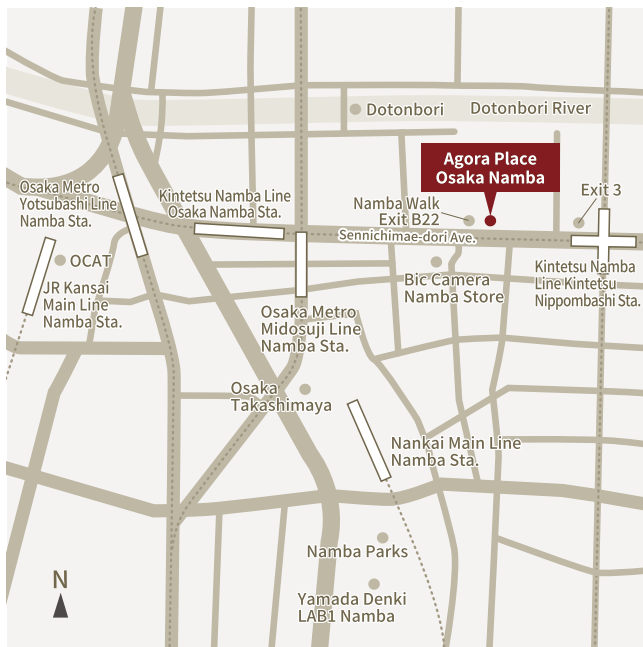 Dotonbori
Dotonbori River
Agora Place
Osaka Namba
Osaka Metro
Yotsubashi Line
Namba Sta.
Kintetsu Namba Line
Osaka Namba Sta.
Namba Walk
Exit B22
Exit 3
Sennichimae-dori Ave.
OCAT
JR Kansai
Main Line
Namba Sta.
Bic Camera
Namba Store
Kintetsu Namba
Line Kintetsu
Nippombashi Sta.
Osaka Metro
Midosuji Line
Namba Sta.
Osaka
Takashimaya
Nankai Main Line
Namba Sta.
Namba Parks
Yamada Denki
LAB1 Namba
N